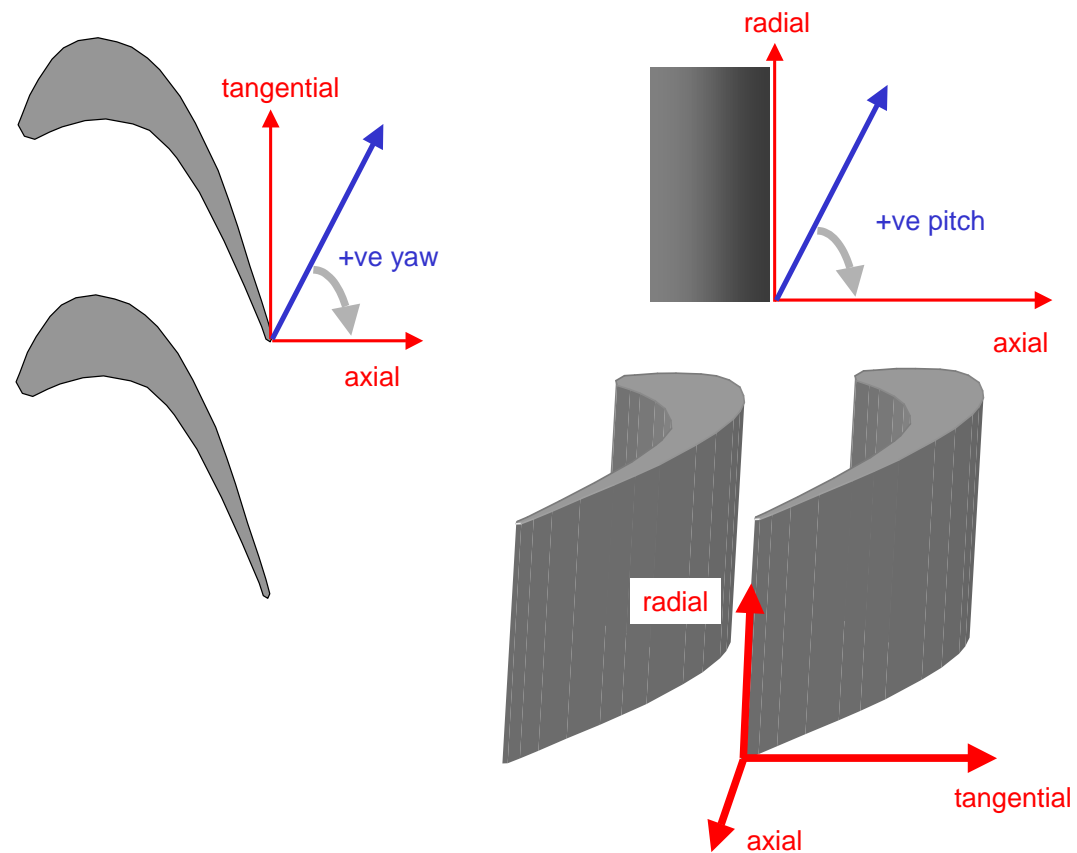 tangential
+ve yaw
axial
radial
+ve pitch
axial
radial
tangential
axial